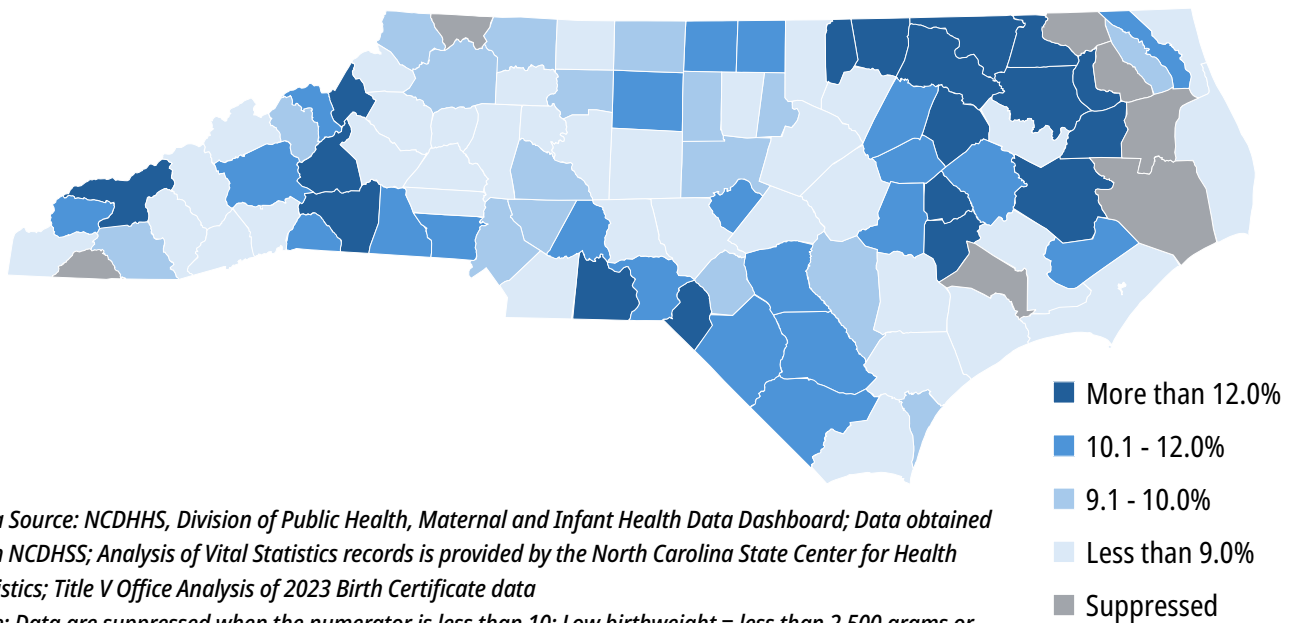 More than 12.0%
10.1 - 12.0%
9.1 - 10.0%
Less than 9.0%
Suppressed
Source: NCDHHS, Division of Public Health, Maternal and Infant Health Data Dashboard; Data obtained
NCDHSS; Analysis of Vital Statistics records is provided by the North Carolina State Center for Health
Title V Office Analysis of 2023 Birth Certificate data
Data are suppressed when the numerator is less than 10; Low birthweight = less than 2,500 grams or